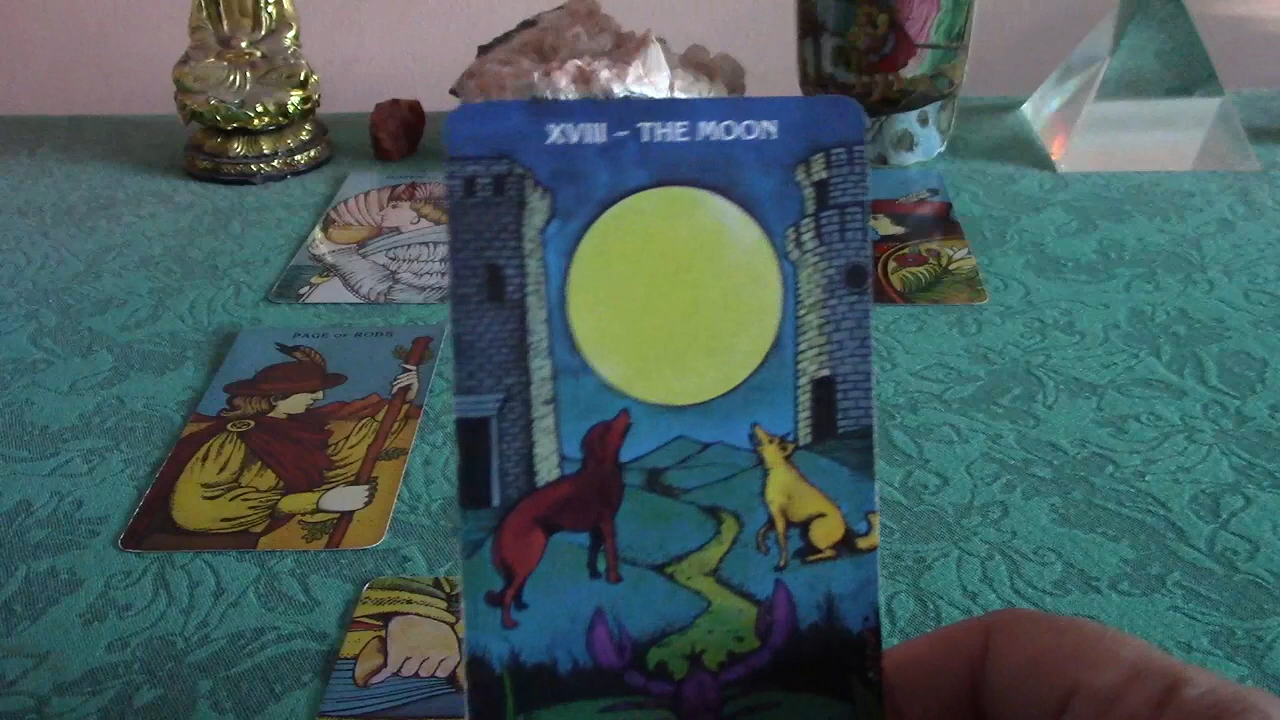 XVIII – THE MOON
PAGE OF RODS